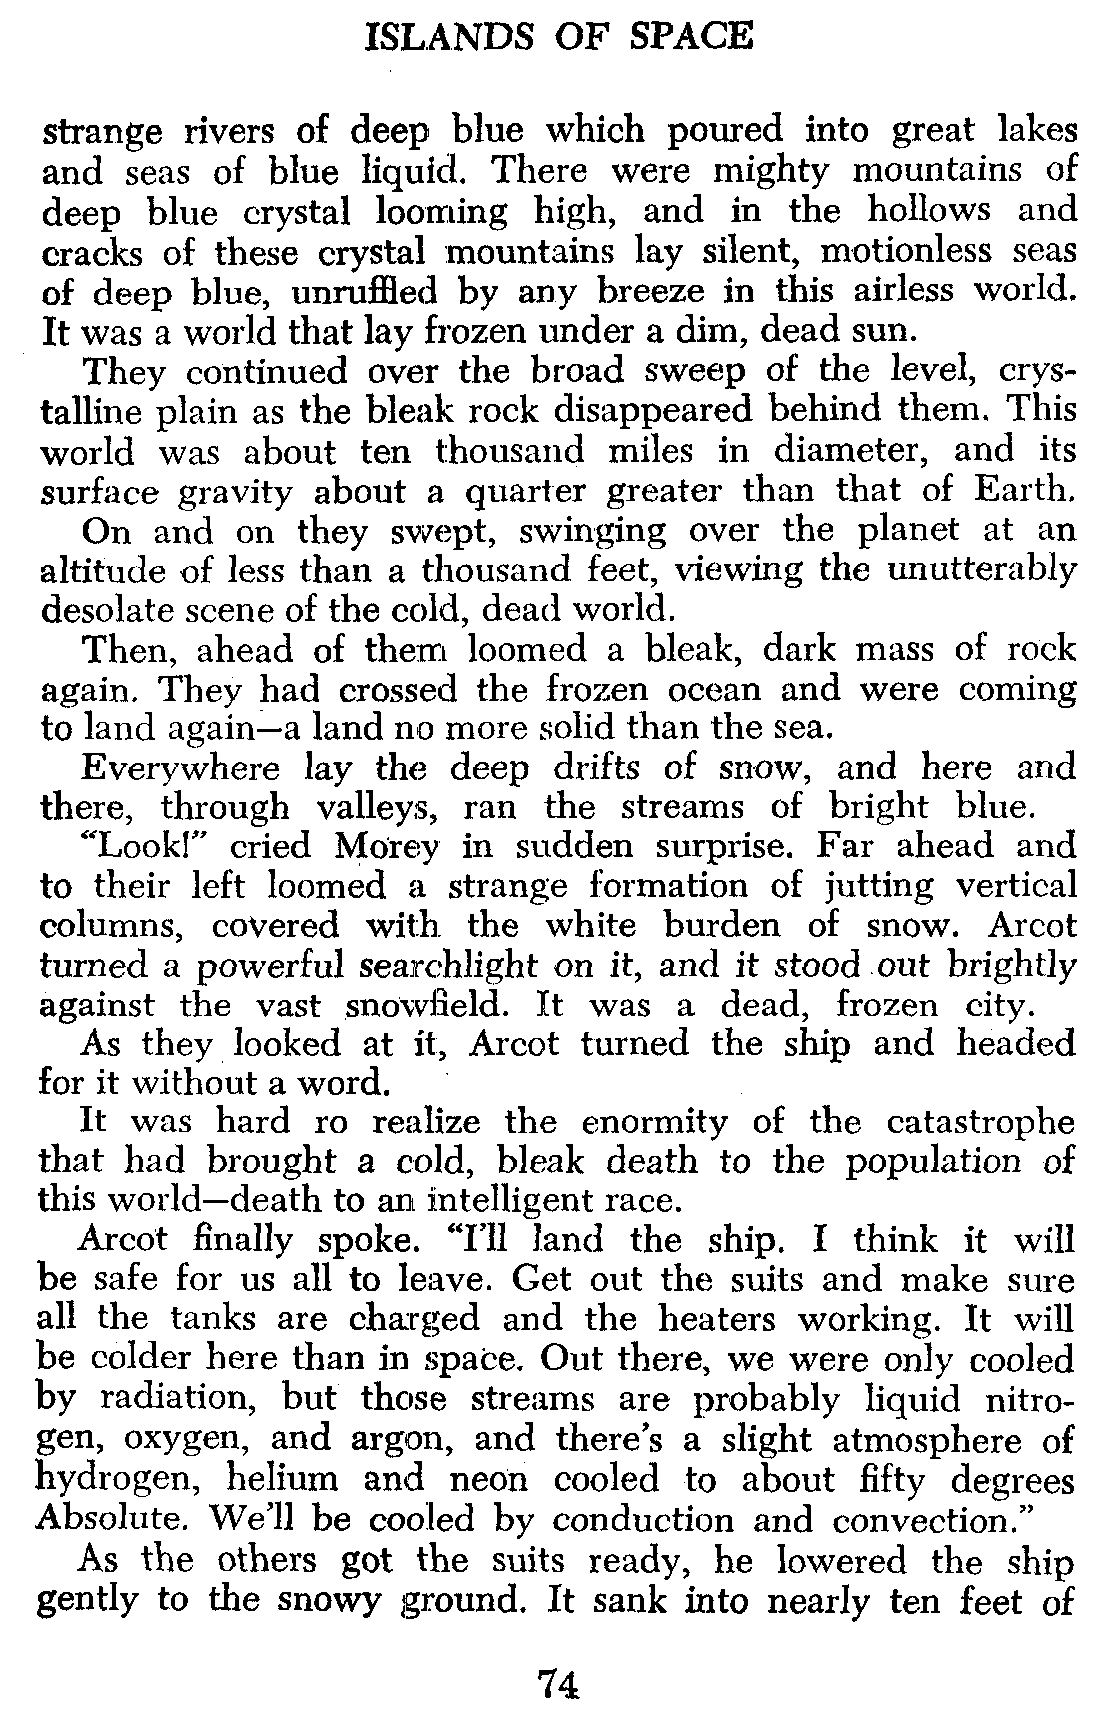 ISLANDS OF SPACE
strange rivers of deep blue which poured into great lakes
and seas of blue liquid. There were mighty mountains of
deep blue crystal looming high, and in the hollows and
cracks of these crystal mountains lay silent, motionless seas
of deep blue, unruffled by any breeze in this airless world.
It was a world that lay frozen under a dim, dead sun.
They continued over the broad sweep of the level, crys-
talline plain as the bleak rock disappeared behind them. This
world was about ten thousand miles in diameter, and its
surface gravity about a quarter greater than that of Earth.
On and on they swept, swinging over the planet at an
altitude of less than a thousand feet, viewing the unutterably
desolate scene of the cold, dead world.
Then, ahead of them loomed a bleak, dark mass of rock
again. They had crossed the frozen ocean and were coming
to land again—a land no more solid than the sea.
Everywhere lay the deep drifts of snow, and here and
there, through valleys, ran the streams of bright blue.
“Look!” cried Morey in sudden surprise. Far ahead and
to their left loomed a strange formation of jutting vertical
columns, covered with the white burden of snow. Arcot
turned a powerful searchlight on it, and it stood out brightly
against the vast snowfield. It was a dead, frozen city.
As they looked at it, Arcot turned the ship and headed
for it without a word.
It was hard ro realize the enormity of the catastrophe
that had brought a cold, bleak death to the population of
this world—death to an intelligent race.
Arcot finally spoke. “I’ll land the ship. I think it will
be safe for us all to leave. Get out the suits and make sure
all the tanks are charged and the heaters working. It will
be colder here than in space. Out there, we were only cooled
by radiation, but those streams are probably liquid nitro-
gen, oxygen, and argon, and there’s a slight atmosphere of
hydrogen, helium and neon cooled to about fifty degrees
Absolute. We’ll be cooled by conduction and convection.”
As the others got the suits ready, he lowered the ship
gently to the snowy ground. It sank into nearly ten feet of
74